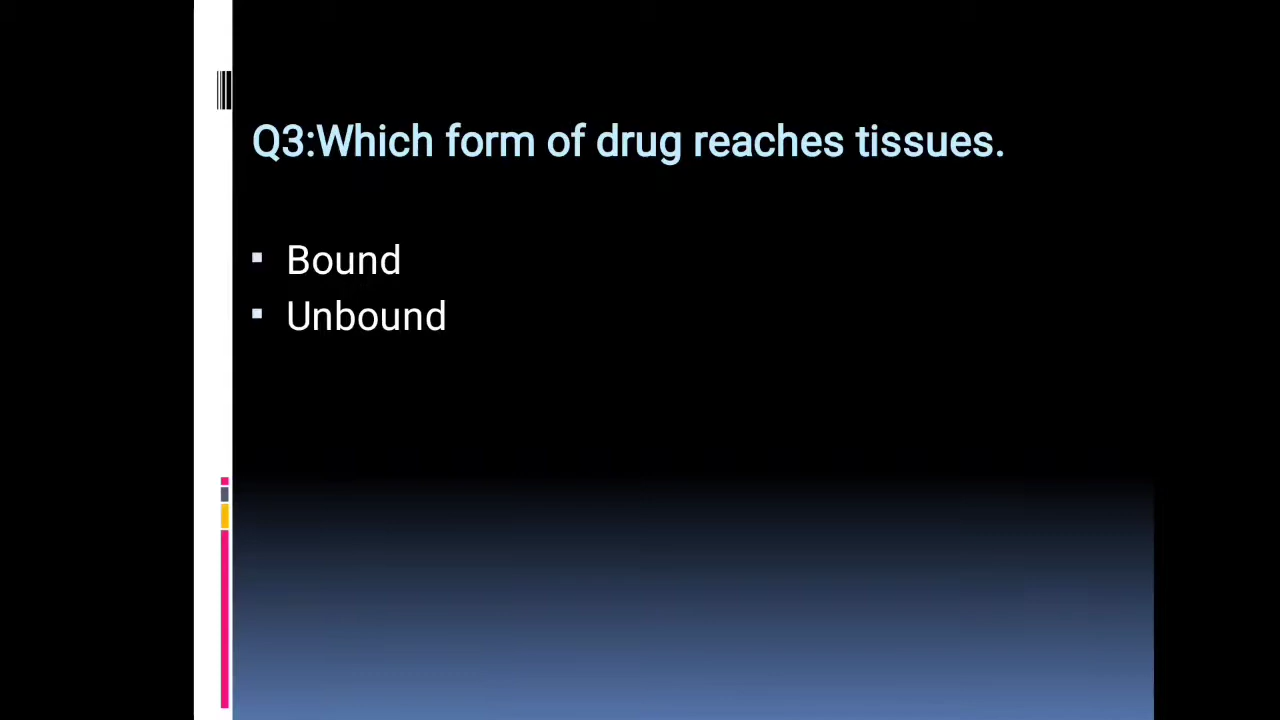 Q3:Which form of drug reaches tissues.
▪ Bound
▪ Unbound